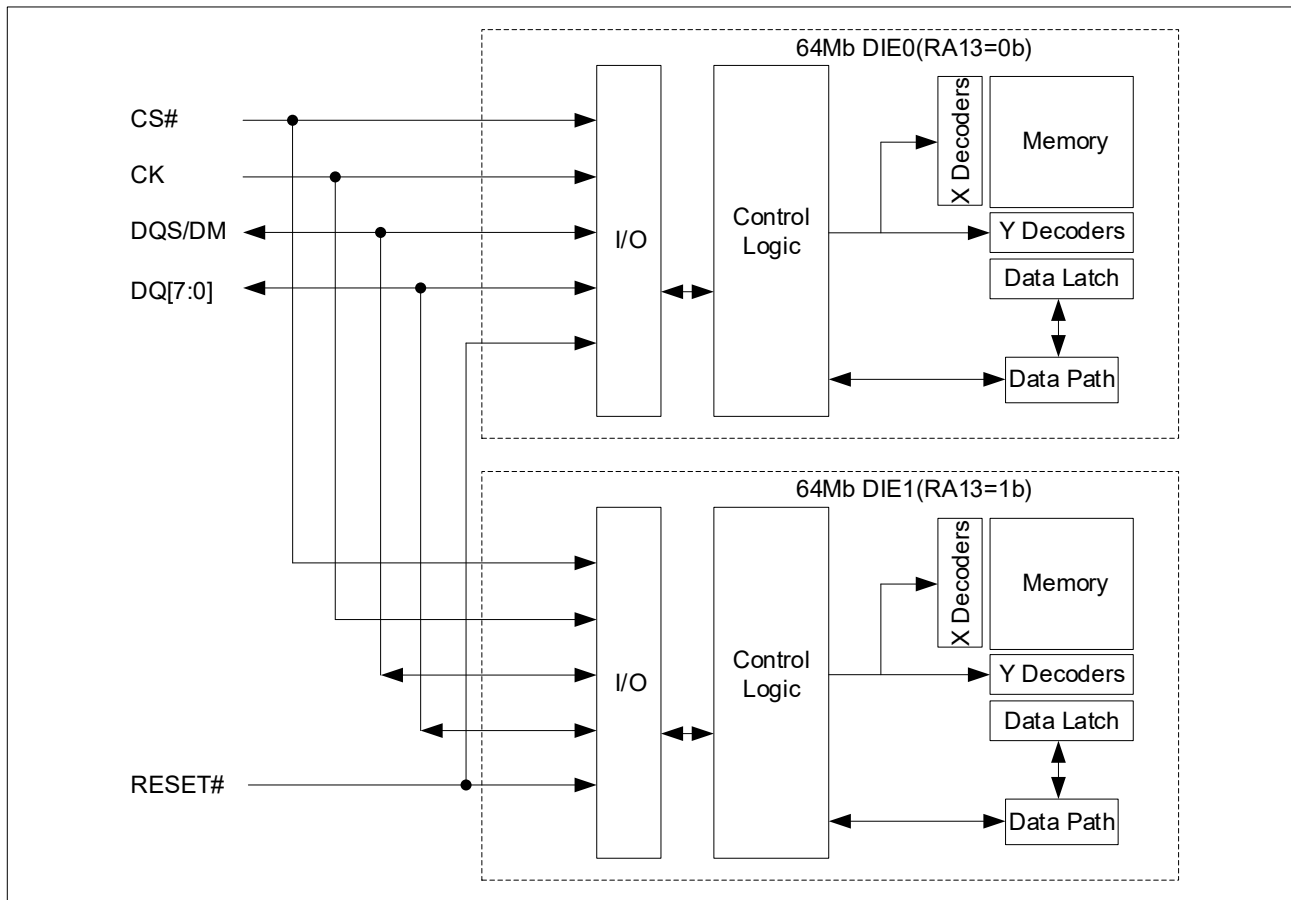 64Mb DIE0(RA13=0b)
CS#
CK
DQS/DM
DQ[7:0]
I/O
Control
Logic
X Decoders
Memory
Y Decoders
Data Latch
Data Path
64Mb DIE1(RA13=1b)
I/O
Control
Logic
X Decoders
Memory
Y Decoders
Data Latch
Data Path
RESET#